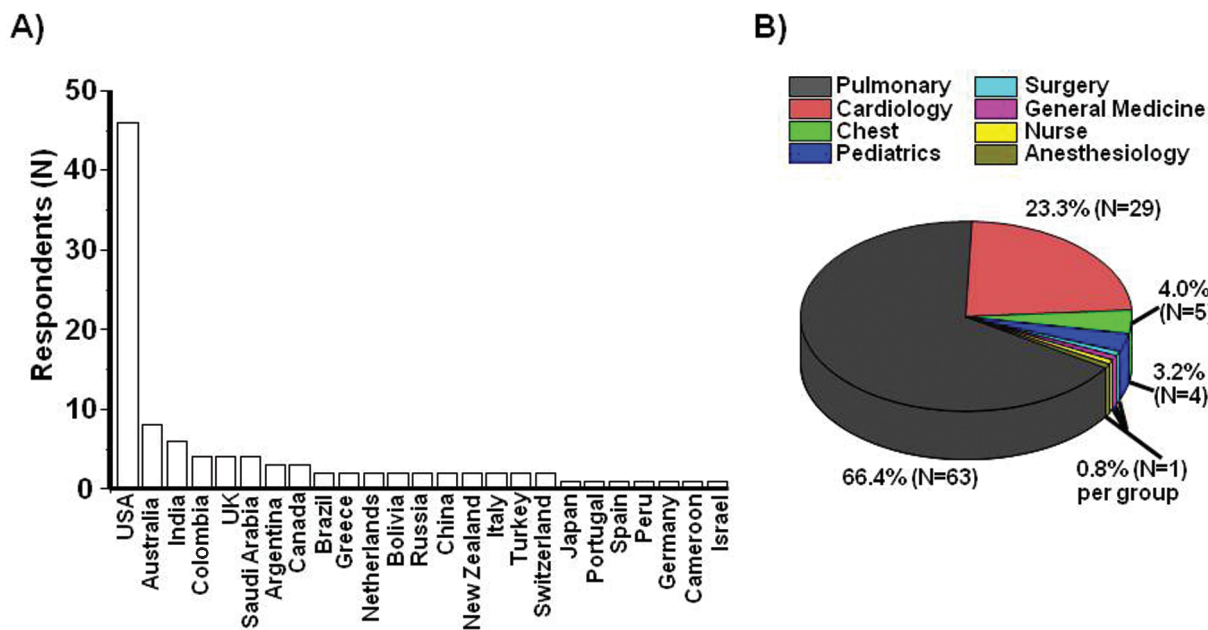 A)
50
40
30
20
10
0
Respondents (N)
USA
Australia
India
Colombia
UK
Saudi Arabia
Argentina
Canada
Brazil
Greece
Netherlands
Bolivia
Russia
China
New Zealand
Italy
Turkey
Switzerland
Japan
Portugal
Spain
Peru
Germany
Cameroon
Israel
B)
Pulmonary
Cardiology
Chest
Pediatrics
Surgery
General Medicine
Nurse
Anesthesiology
23.3% (N=29)
4.0%
(N=5)
3.2%
(N=4)
0.8% (N=1)
per group
66.4% (N=63)